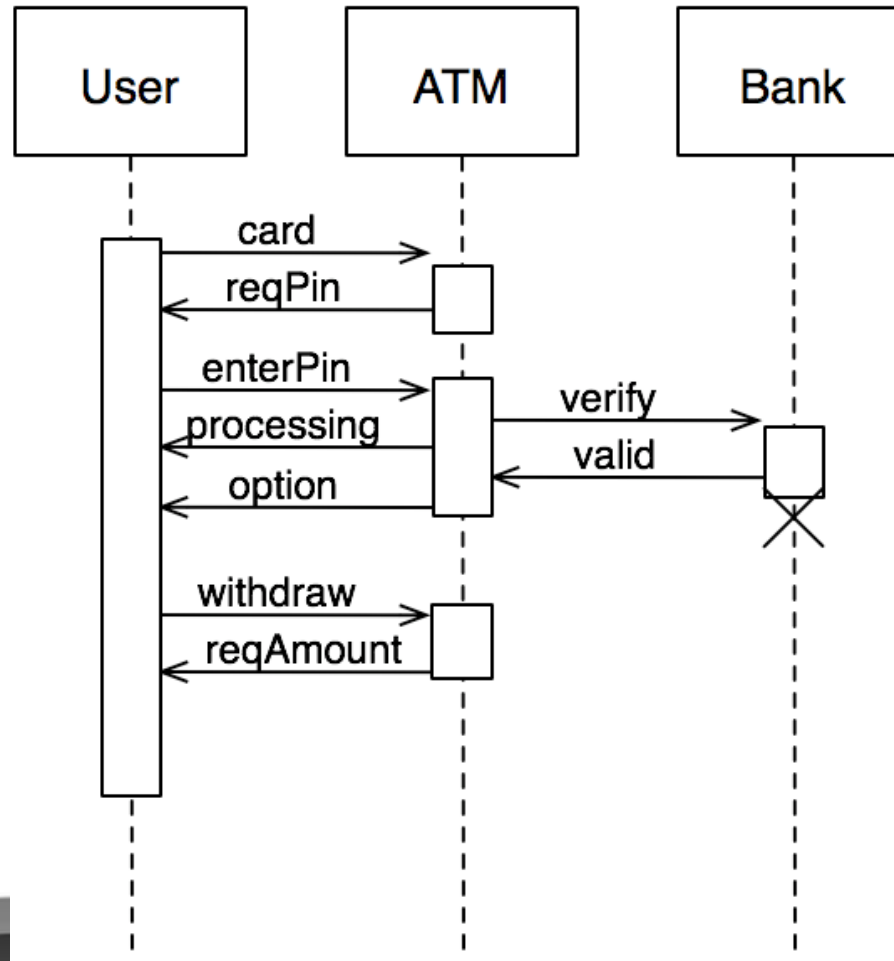 User
ATM
Bank
card
reqPin
enterPin
verify
processing
valid
option
withdraw
reqAmount